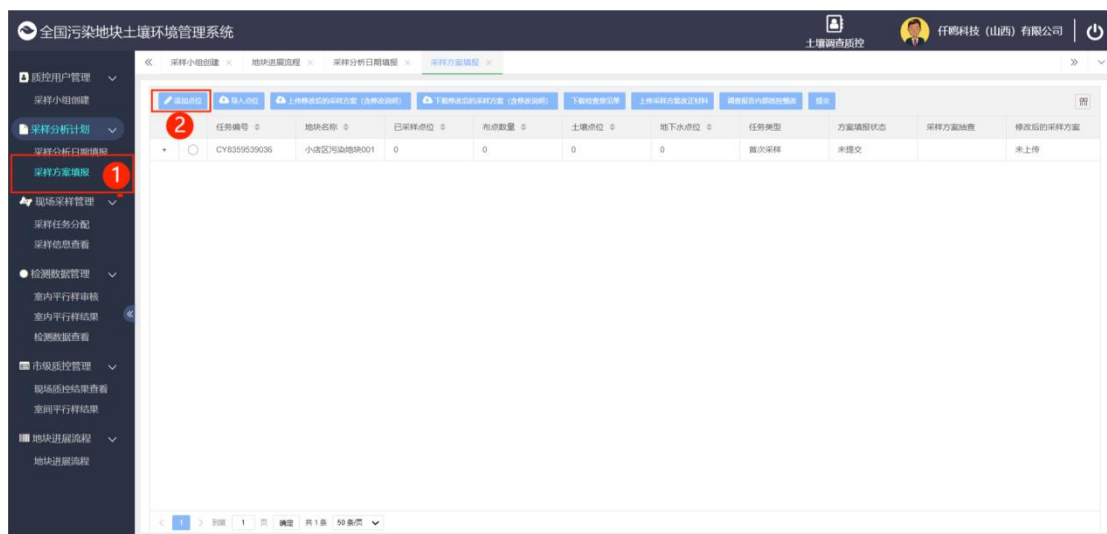 全国污染地块土壤环境管理系统
土壤调查质控
仟鸣科技（山西）有限公司
采样小组创建 ×
地块进展流程 ×
采样分析日期填报 ×
采样方案填报 ×
质控用户管理
采样小组创建
采样分析计划
采样分析日期填报
采样方案填报
1
现场采样管理
采样任务分配
采样信息查看
检测数据管理
室内平行样审核
室内平行样结果
检测数据查看
市级质控管理
现场质控结果查看
室间平行样结果
地块进展流程
地块进展流程
添加点位
导入点位
上传修改后的采样方案（含修改说明）
下载修改后的采样方案（含修改说明）
下载检查意见单
上传采样方案改正材料
调查报告内部质控整改
提交
2
任务编号 地块名称 已采样点位 布点数量 土壤点位 地下水点位 任务类型 方案填报状态 采样方案抽查 修改后的采样方案
+ CY8359539036 小店区污染地块001 0 0 0 0 首次采样 未提交 未上传
< 1 > 到第 1 页 确定 共 1 条 50 条/页